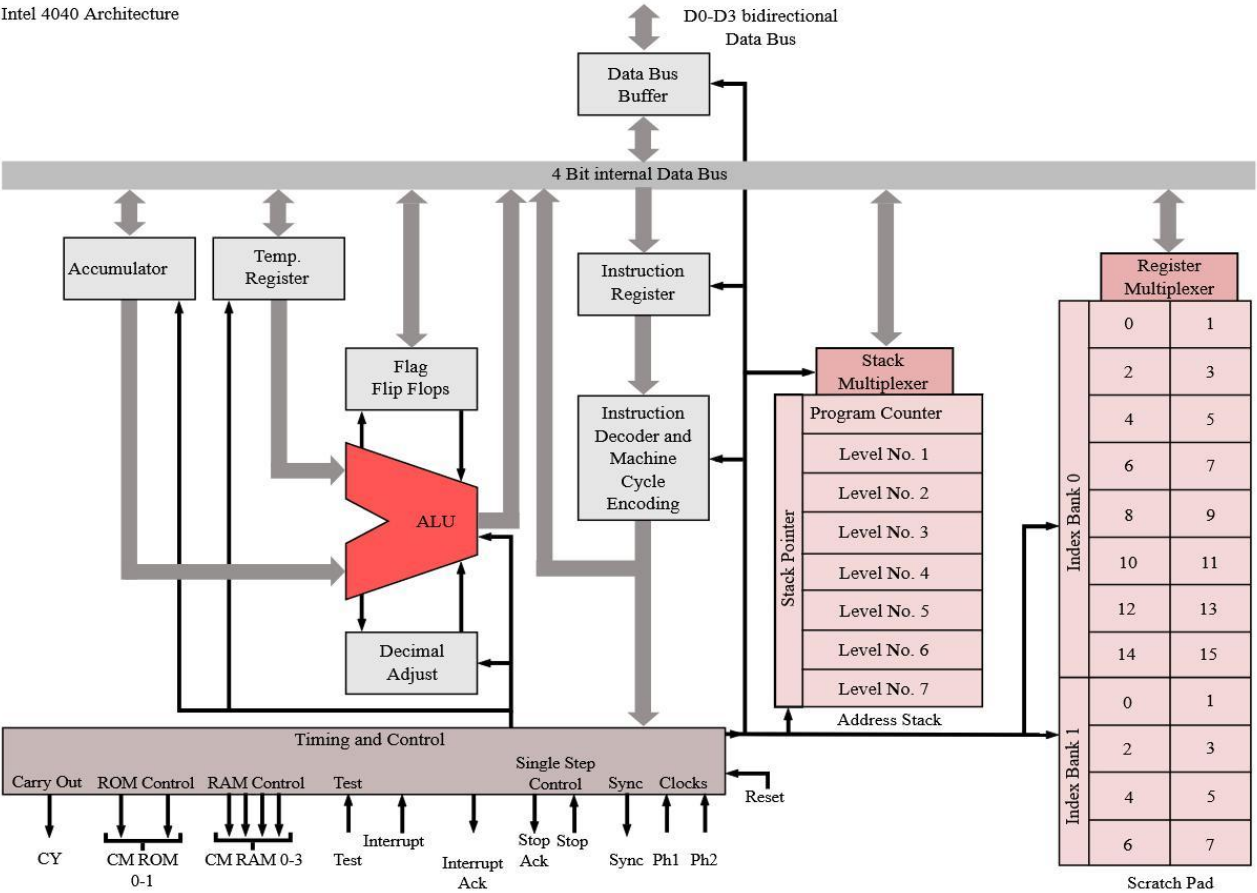 Intel 4040 Architecture
D0-D3 bidirectional
Data Bus
Data Bus
Buffer
4 Bit internal Data Bus
Accumulator
Temp.
Register
Instruction
Register
Register
Multiplexer
Flag
Flip Flops
Stack
Multiplexer
Instruction
Decoder and
Machine
Cycle
Encoding
ALU
Decimal
Adjust
Stack Pointer
Program Counter
Level No. 1
Level No. 2
Level No. 3
Level No. 4
Level No. 5
Level No. 6
Level No. 7
Address Stack
Index Bank 0
0 1
2 3
4 5
6 7
8 9
10 11
12 13
14 15
Index Bank 1
0 1
2 3
4 5
6 7
Scratch Pad
Timing and Control
Carry Out ROM Control RAM Control Test
Single Step
Control
Sync Clocks
Reset
CY
CM ROM
0-1
CM RAM 0-3
Test
Interrupt
Interrupt
Ack
Stop
Ack
Stop
Sync Ph1 Ph2